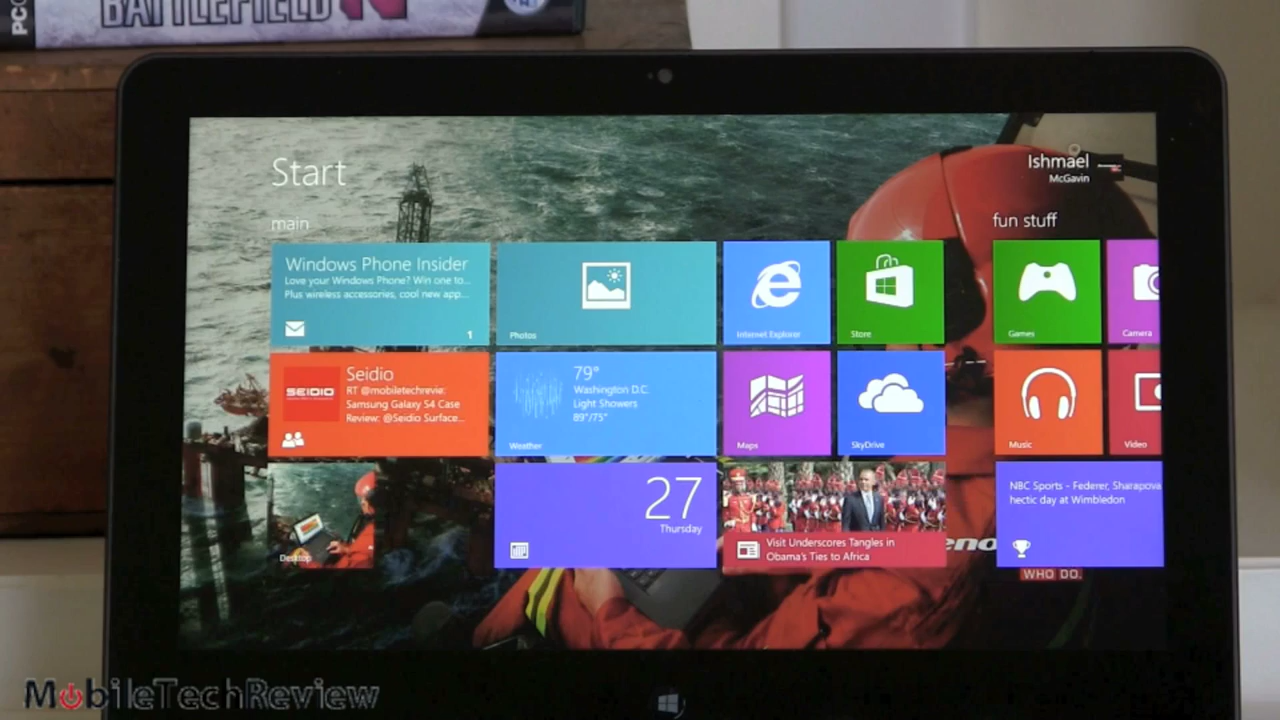 PC
BATTLEFIELD
Start
Ishmael
McGavin
main
fun stuff
Windows Phone Insider
Love your Windows Phone? Win one to...
Plus wireless accessories, cool new app...
1
Photos
Internet Explorer
Store
Games
Camera
SEIDIO
Seidio
RT @mobiletechrevie:
Samsung Galaxy S4 Case
Review: @Seidio Surface...
79°
Washington D.C.
Light Showers
89°/75°
Weather
Maps
SkyDrive
Music
Video
Desktop
27
Thursday
Visit Underscores Tangles in
Obama's Ties to Africa
NBC Sports - Federer, Sharapova
hectic day at Wimbledon
WHO DO.
MobileTechReview